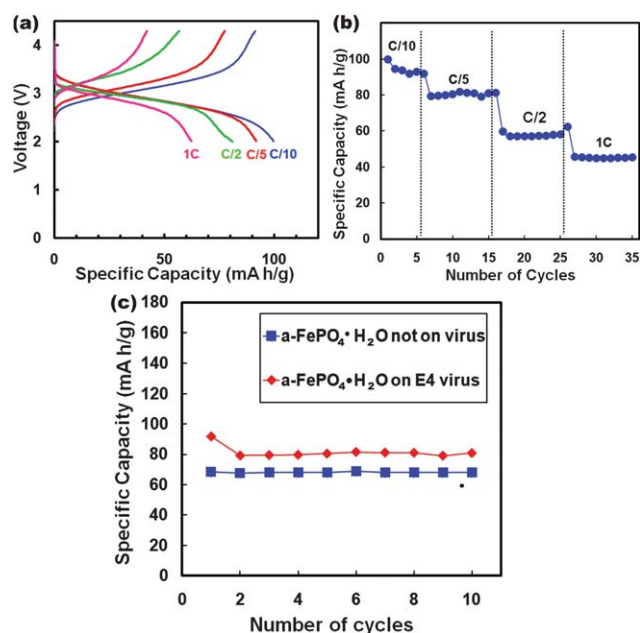 (a)
4
3
2
1
0
Voltage (V)
1C
C/2
C/5
C/10
0
50
100
Specific Capacity (mA h/g)
(b)
120
100
80
60
40
20
0
Specific Capacity (mA h/g)
C/10
C/5
C/2
1C
0 5 10 15 20 25 30 35
Number of Cycles
(c)
180
160
140
120
100
80
60
40
20
0
Specific Capacity (mA h/g)
a-FePO₄• H₂O not on virus
a-FePO₄•H₂O on E4 virus
0 2 4 6 8 10
Number of cycles